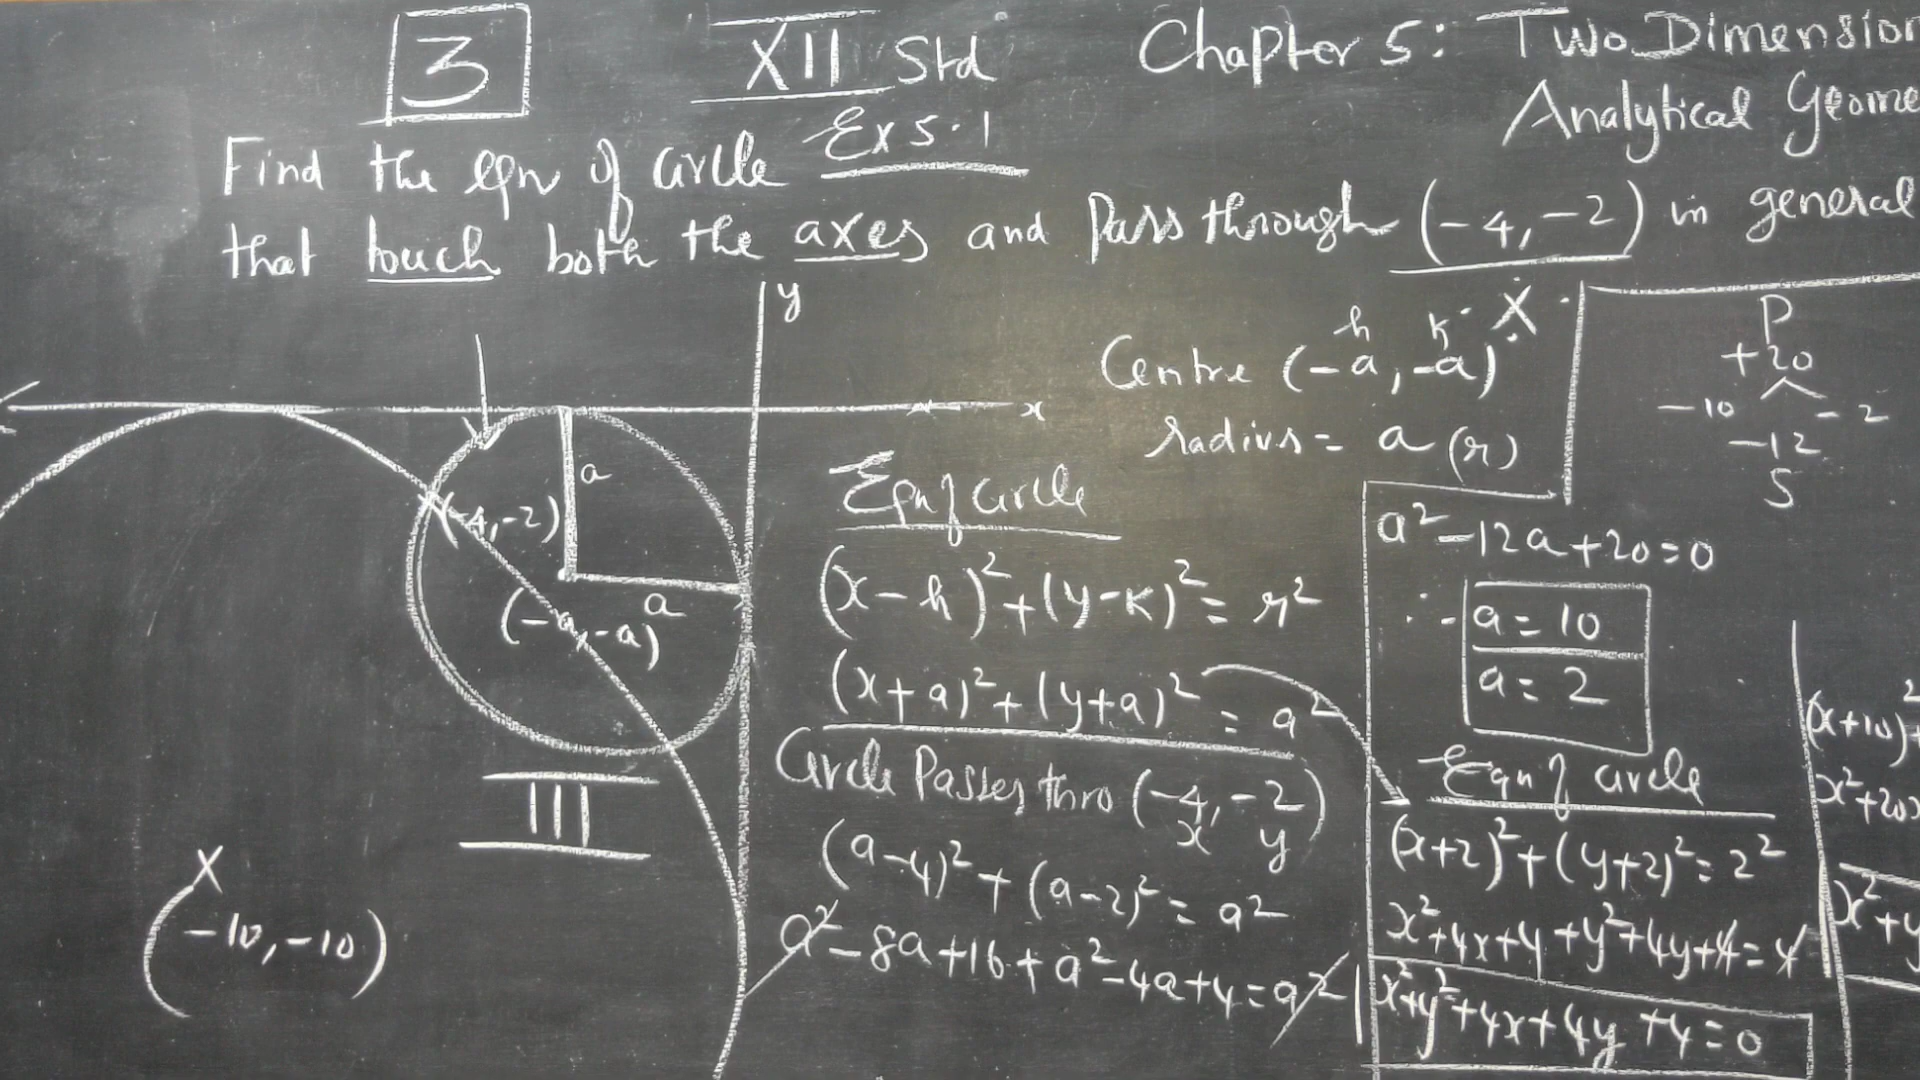 3
XII Std
Chapter 5: Two Dimension
Analytical Geome
Ex 5.1
Find the eqn of circle
that touch both the axes and Pass through (-4, -2) in general
y
x
a
(-4, -2)
a
(-a, -a)
III
X
(-10, -10)
h k X
Centre (-a, -a)
radius = a (r)
Eqn of circle
(x-h)²+(y-k)² = r²
(x+a)²+(y+a)² = a²
Circle Passes thro (-4, -2)
x y
(a-4)²+(a-2)² = a²
a²-8a+16+a²-4a+4=a²
P
+20
-10 -2
-12
S
a²-12a+20=0
∴ a = 10
a = 2
Eqn of circle
(x+2)²+(y+2)²=2²
x²+4x+4+y²+4y+4=4
x²+y²+4x+4y+4=0
(x+10)²+
x²+20x
x²+y